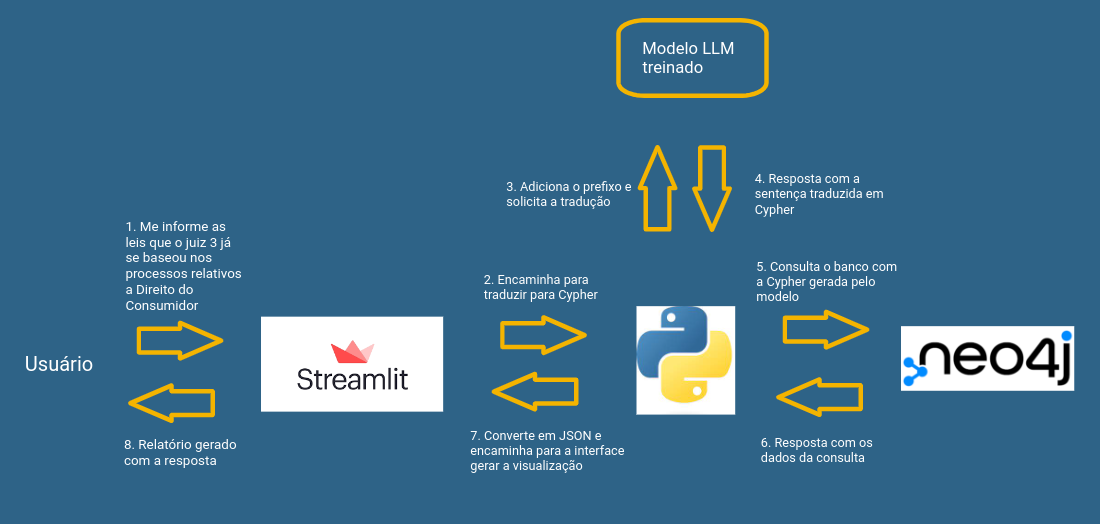 Modelo LLM
treinado
3. Adiciona o prefixo e
solicita a tradução
4. Resposta com a
sentença traduzida em
Cypher
1. Me informe as
leis que o juiz 3 já
se baseou nos
processos relativos
a Direito do
Consumidor
2. Encaminha para
traduzir para Cypher
5. Consulta o banco com
a Cypher gerada pelo
modelo
Usuário
Streamlit
neo4j
8. Relatório gerado
com a resposta
7. Converte em JSON e
encaminha para a interface
gerar a visualização
6. Resposta com os
dados da consulta